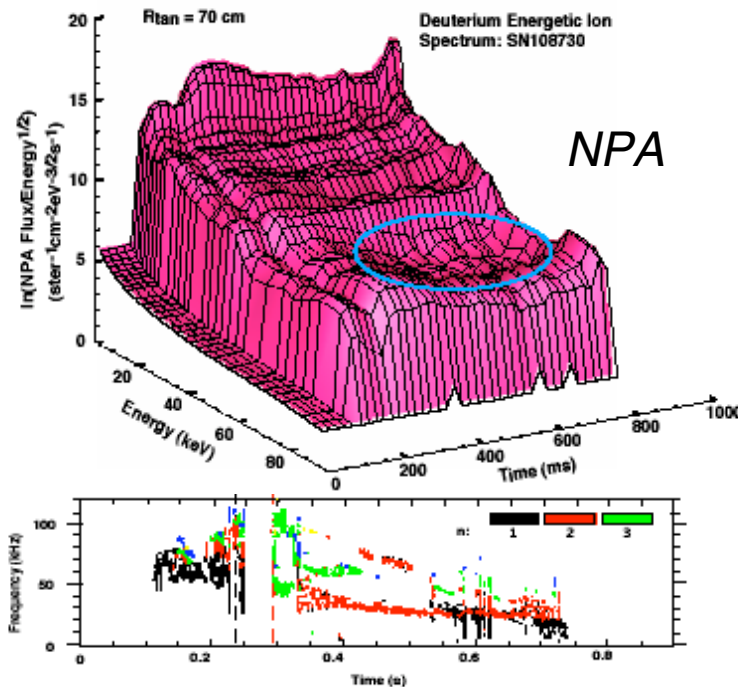 Rtan = 70 cm
Deuterium Energetic Ion
Spectrum: SN108730
NPA
ln(NPA Flux/Energy1/2)
(ster-1cm-2eV-3/2s-1)
20
15
10
5
0
20
40
60
80
Energy (keV)
0
200
400
600
800
1000
Time (ms)
n:
1
2
3
Frequency (kHz)
100
50
0
0
0.2
0.4
0.6
0.8
Time (s)